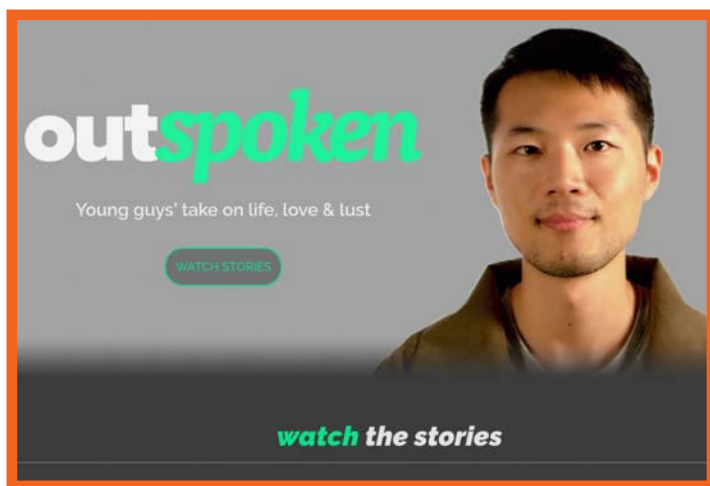 outspoken
Young guys' take on life, love & lust
WATCH STORIES
watch the stories